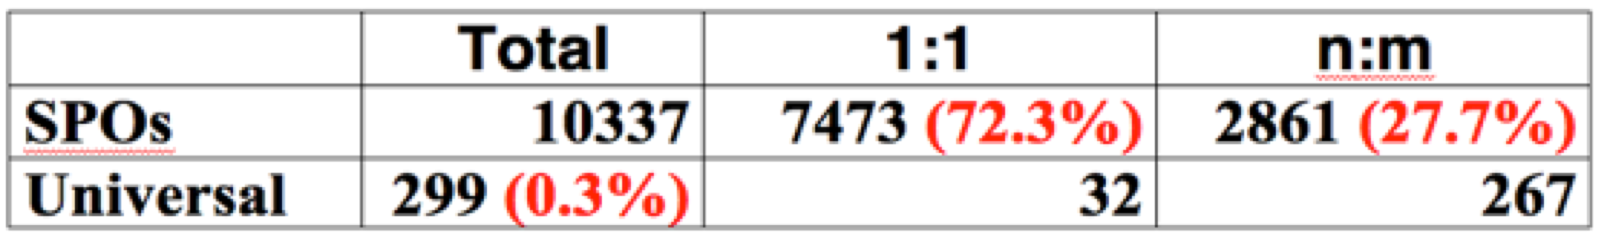 Total 1:1 n:m
SPOs 10337 7473 (72.3%) 2861 (27.7%)
Universal 299 (0.3%) 32 267